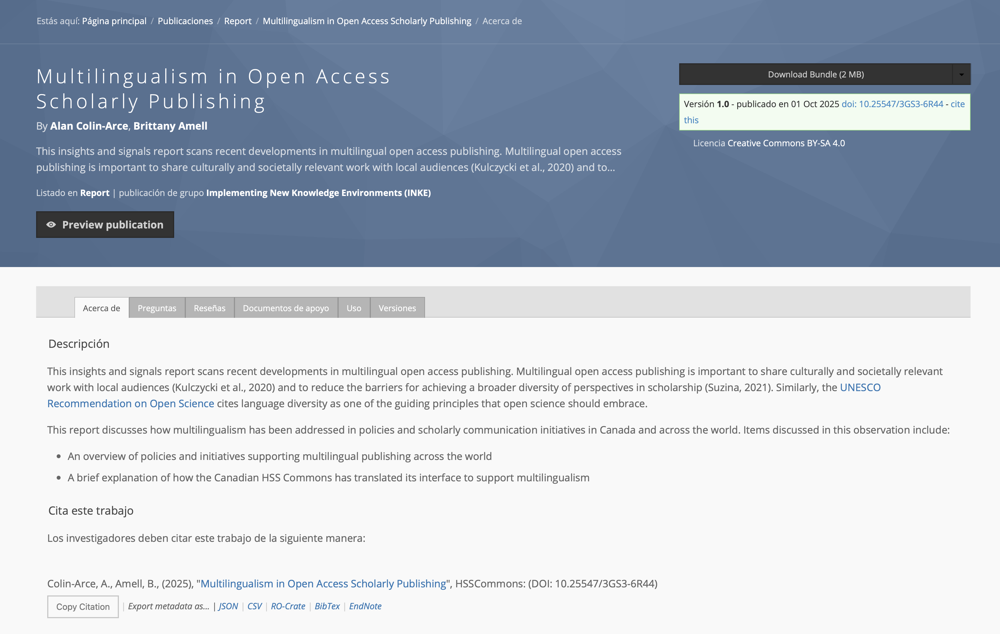 Estás aquí: Página principal / Publicaciones / Report / Multilingualism in Open Access Scholarly Publishing / Acerca de
Multilingualism in Open Access
Scholarly Publishing
By Alan Colin-Arce, Brittany Amell
This insights and signals report scans recent developments in multilingual open access publishing. Multilingual open access
publishing is important to share culturally and societally relevant work with local audiences (Kulczycki et al., 2020) and to...
Listado en Report | publicación de grupo Implementing New Knowledge Environments (INKE)
Preview publication
Download Bundle (2 MB)
Versión 1.0 - publicado en 01 Oct 2025 doi: 10.25547/3GS3-6R44 - cite
this
Licencia Creative Commons BY-SA 4.0
Acerca de
Preguntas
Reseñas
Documentos de apoyo
Uso
Versiones
Descripción
This insights and signals report scans recent developments in multilingual open access publishing. Multilingual open access publishing is important to share culturally and societally relevant
work with local audiences (Kulczycki et al., 2020) and to reduce the barriers for achieving a broader diversity of perspectives in scholarship (Suzina, 2021). Similarly, the UNESCO
Recommendation on Open Science cites language diversity as one of the guiding principles that open science should embrace.
This report discusses how multilingualism has been addressed in policies and scholarly communication initiatives in Canada and across the world. Items discussed in this observation include:
• An overview of policies and initiatives supporting multilingual publishing across the world
• A brief explanation of how the Canadian HSS Commons has translated its interface to support multilingualism
Cita este trabajo
Los investigadores deben citar este trabajo de la siguiente manera:
Colin-Arce, A., Amell, B., (2025), "Multilingualism in Open Access Scholarly Publishing", HSSCommons: (DOI: 10.25547/3GS3-6R44)
Copy Citation | Export metadata as... | JSON | CSV | RO-Crate | BibTex | EndNote